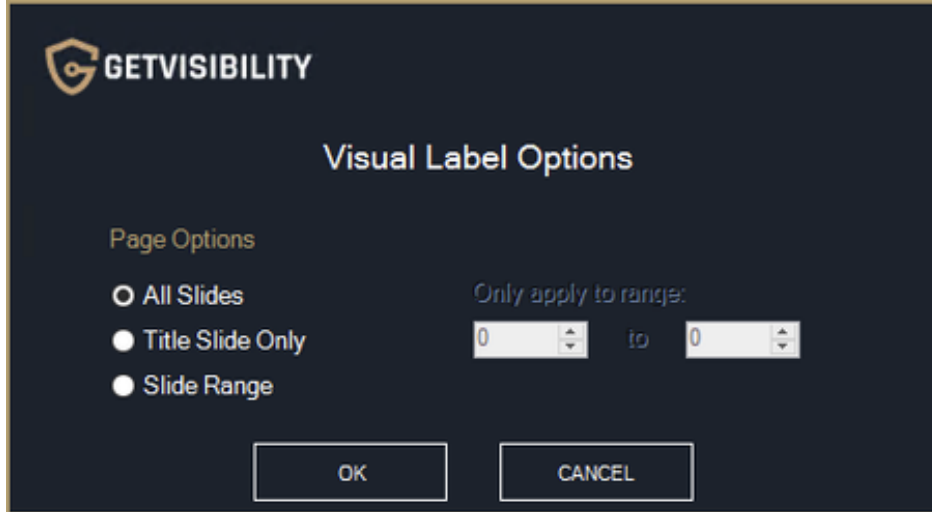 GETVISIBILITY
Visual Label Options
Page Options
All Slides
Only apply to range:
Title Slide Only
0 to 0
Slide Range
OK CANCEL